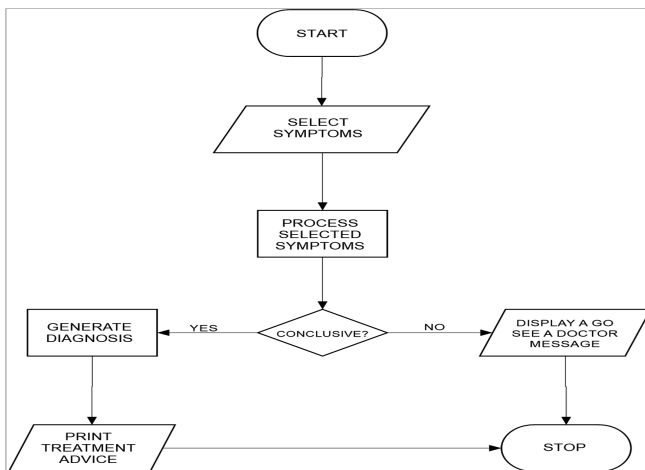 START
SELECT
SYMPTOMS
PROCESS
SELECTED
SYMPTOMS
CONCLUSIVE?
YES
NO
GENERATE
DIAGNOSIS
DISPLAY A GO
SEE A DOCTOR
MESSAGE
PRINT
TREATMENT
ADVICE
STOP